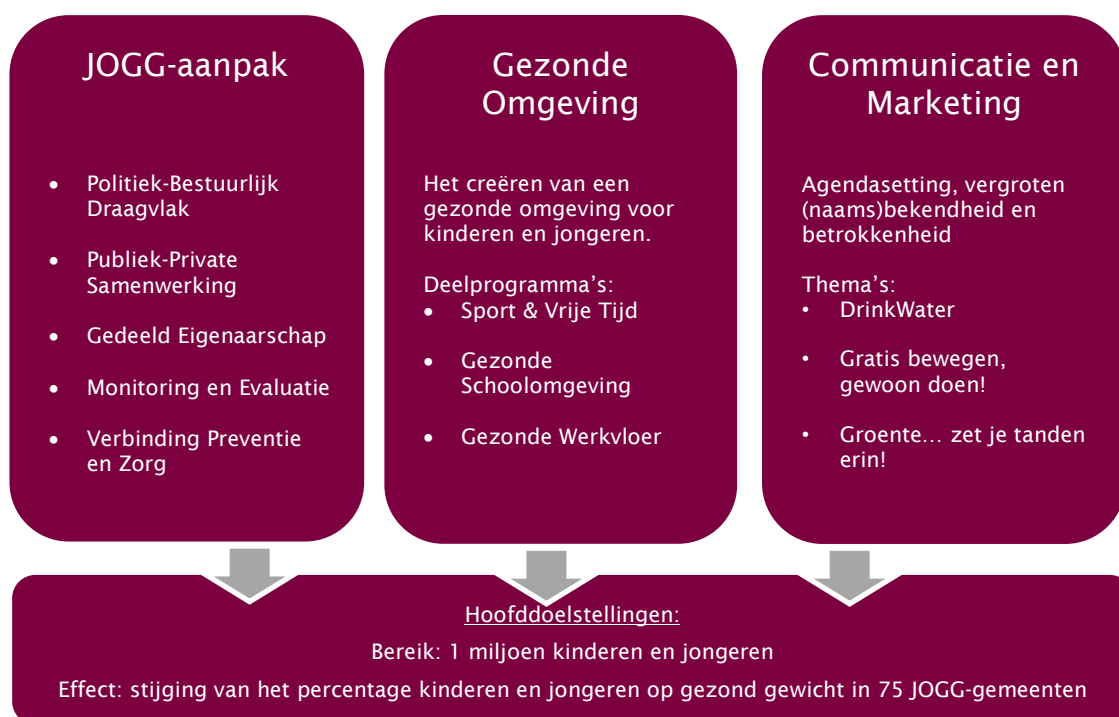 JOGG-aanpak
• Politiek-Bestuurlijk
Draagvlak
• Publiek-Private
Samenwerking
• Gedeeld Eigenaarschap
• Monitoring en Evaluatie
• Verbinding Preventie
en Zorg
Gezonde
Omgeving
Het creëren van een
gezonde omgeving voor
kinderen en jongeren.
Deelprogramma’s:
• Sport & Vrije Tijd
• Gezonde
Schoolomgeving
• Gezonde Werkvloer
Communicatie en
Marketing
Agendasetting, vergroten
(naams)bekendheid en
betrokkenheid
Thema’s:
• DrinkWater
• Gratis bewegen,
gewoon doen!
• Groente… zet je tanden
erin!
Hoofddoelstellingen:
Bereik: 1 miljoen kinderen en jongeren
Effect: stijging van het percentage kinderen en jongeren op gezond gewicht in 75 JOGG-gemeenten